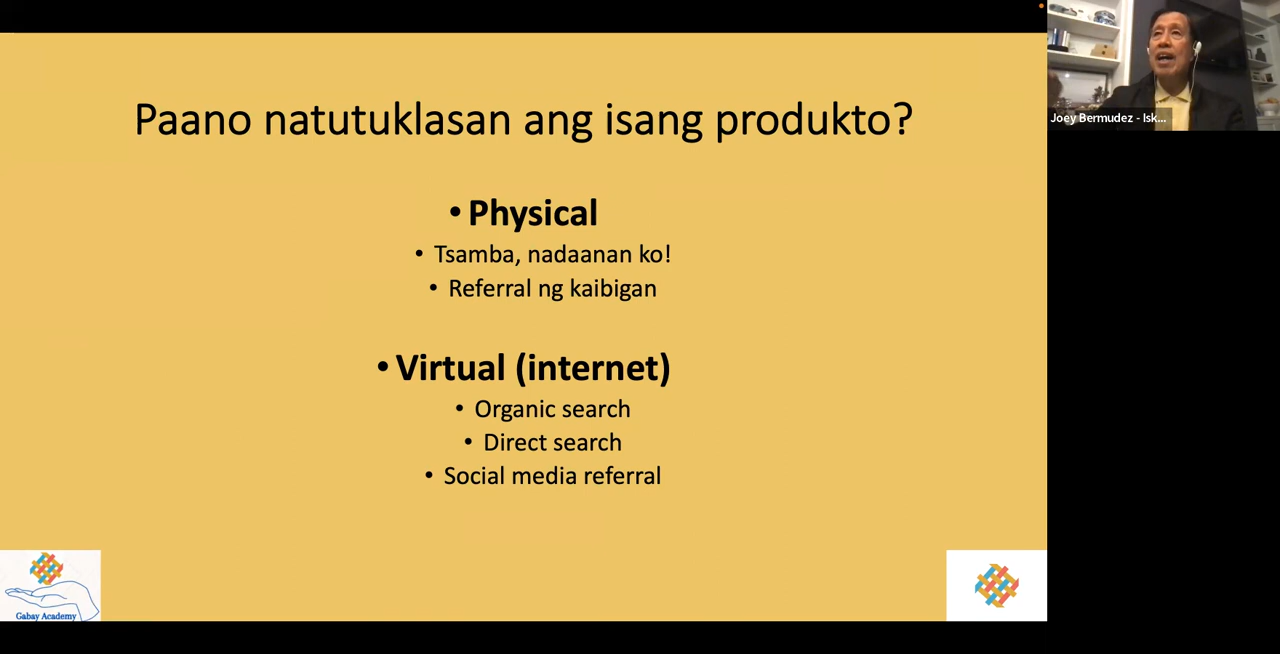 Paano natutuklasan ang isang produkto?
• Physical
• Tsamba, nadaanan ko!
• Referral ng kaibigan
• Virtual (internet)
• Organic search
• Direct search
• Social media referral
Gabay Academy
Joey Bermudez - Isk...